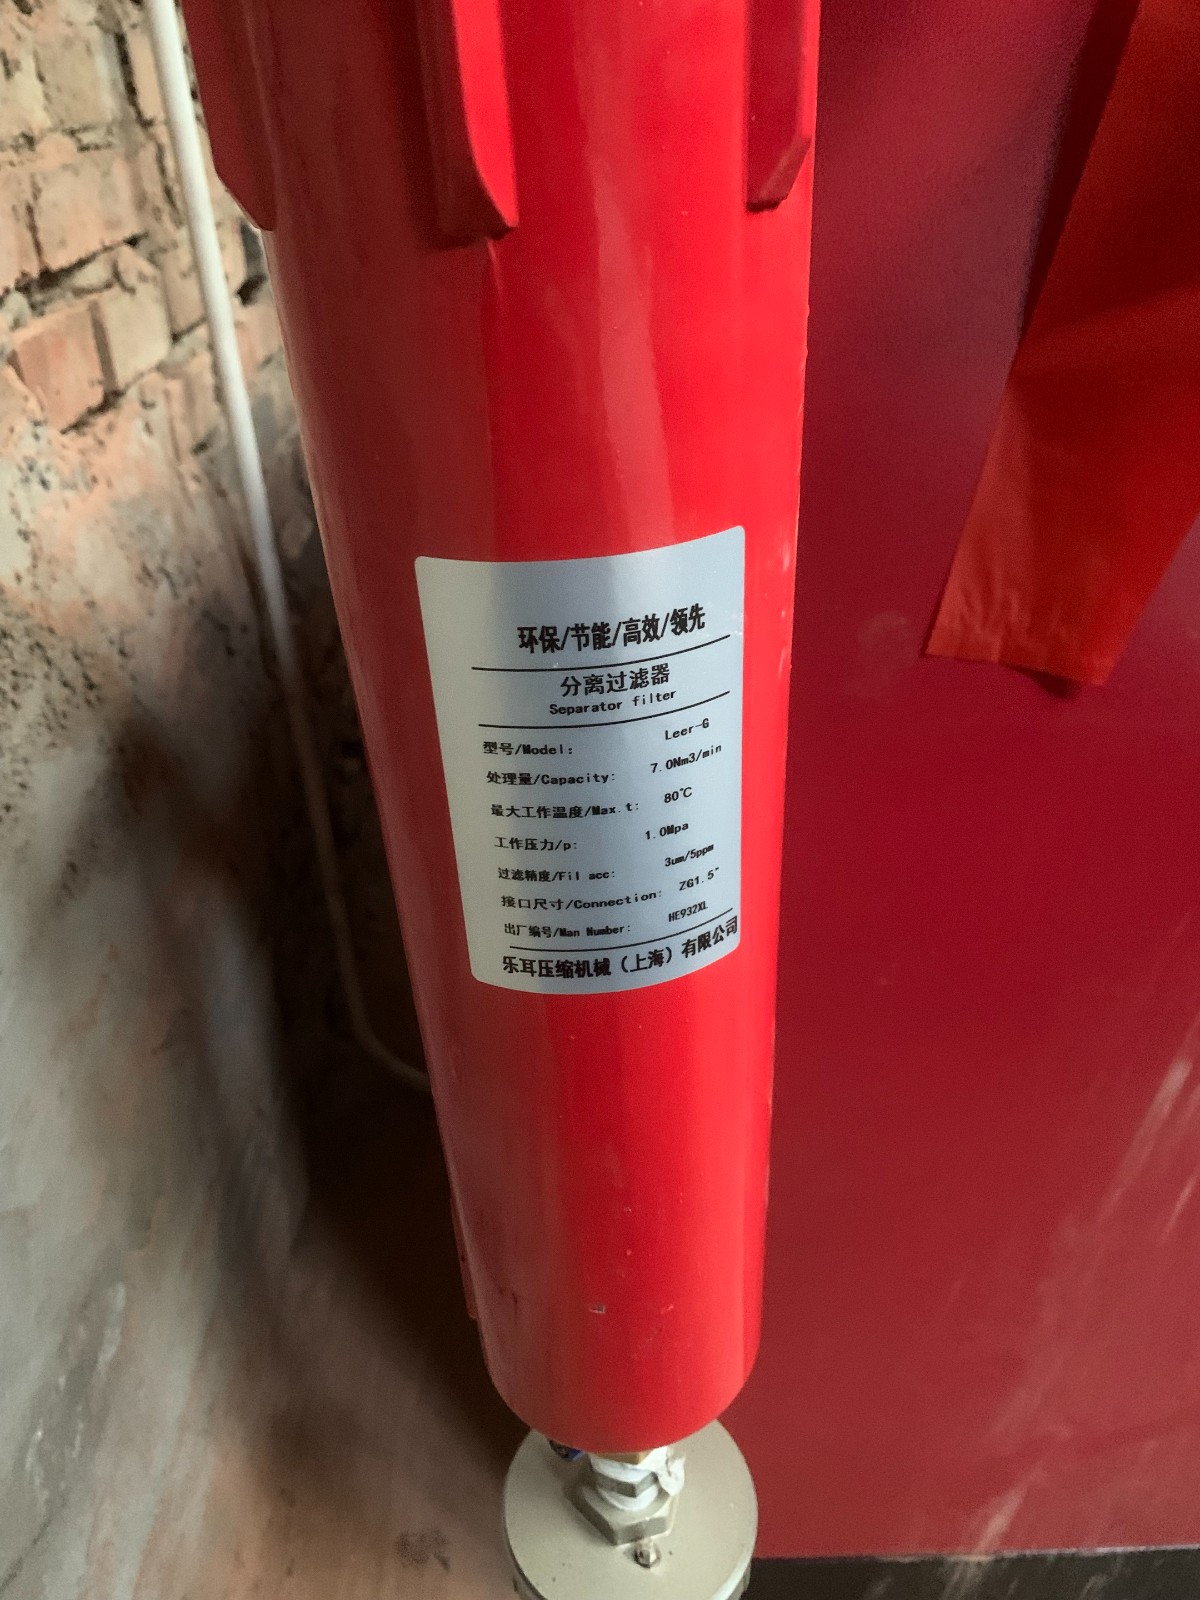 环保/节能/高效/领先
分离过滤器
Separator filter
型号/Model: Leer-G
处理量/Capacity: 7.0Nm3/min
最大工作温度/Max.t: 80℃
工作压力/p: 1.0Mpa
过滤精度/Fil acc: 3um/5ppm
接口尺寸/Connection: ZG1.5"
出厂编号/Man Number: HE932XL
乐耳压缩机械（上海）有限公司